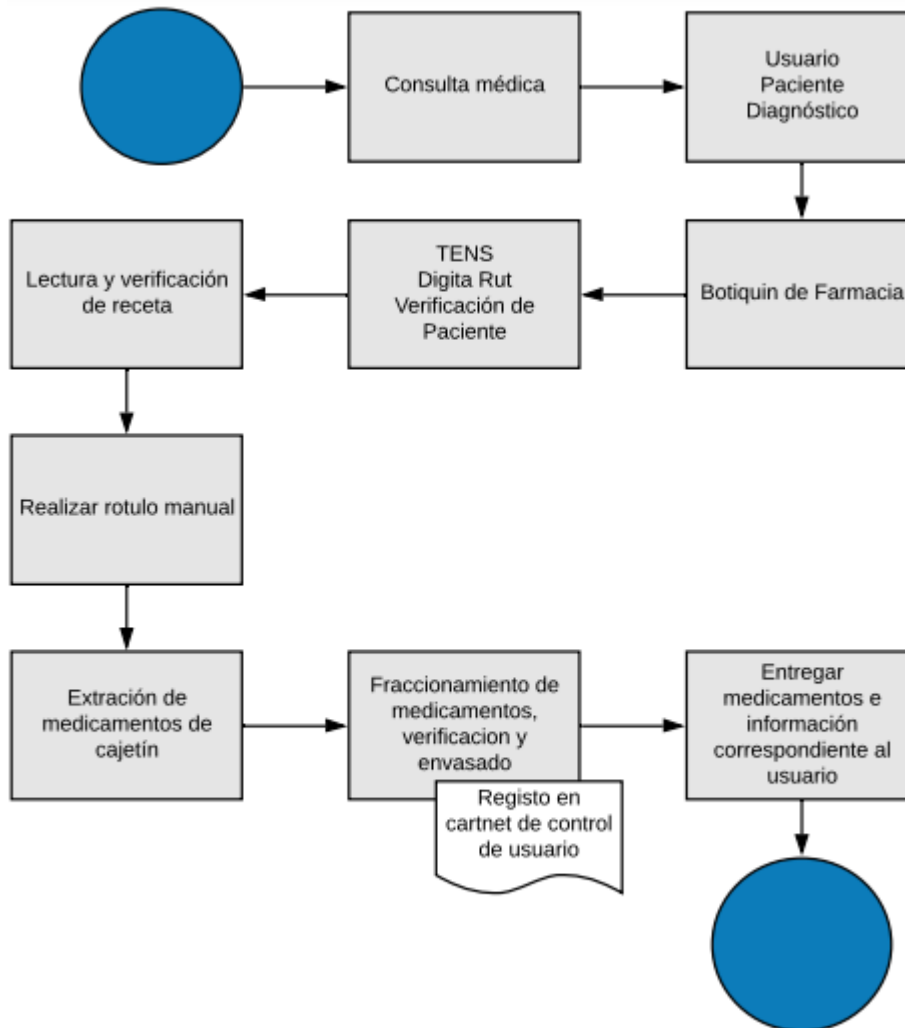 Consulta médica
Usuario
Paciente
Diagnóstico
Botiquin de Farmacia
TENS
Digita Rut
Verificación de
Paciente
Lectura y verificación
de receta
Realizar rotulo manual
Extración de
medicamentos de
cajetín
Fraccionamiento de
medicamentos,
verificacion y
envasado
Registo en
cartnet de control
de usuario
Entregar
medicamentos e
información
correspondiente al
usuario